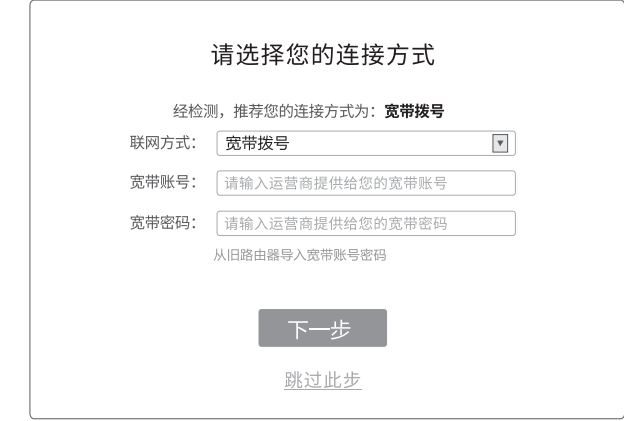 请选择您的连接方式
经检测，推荐您的连接方式为：宽带拨号
联网方式： 宽带拨号
宽带账号： 请输入运营商提供给您的宽带账号
宽带密码： 请输入运营商提供给您的宽带密码
从旧路由器导入宽带账号密码
下一步
跳过此步